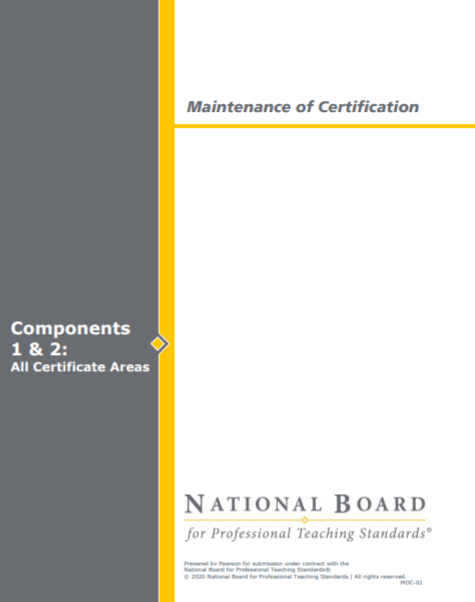 Maintenance of Certification
Components
1 & 2:
All Certificate Areas
NATIONAL BOARD
for Professional Teaching Standards®
Prepared by Pearson for submission under contract with the
National Board for Professional Teaching Standards®
© 2020 National Board for Professional Teaching Standards | All rights reserved.
MOC-01